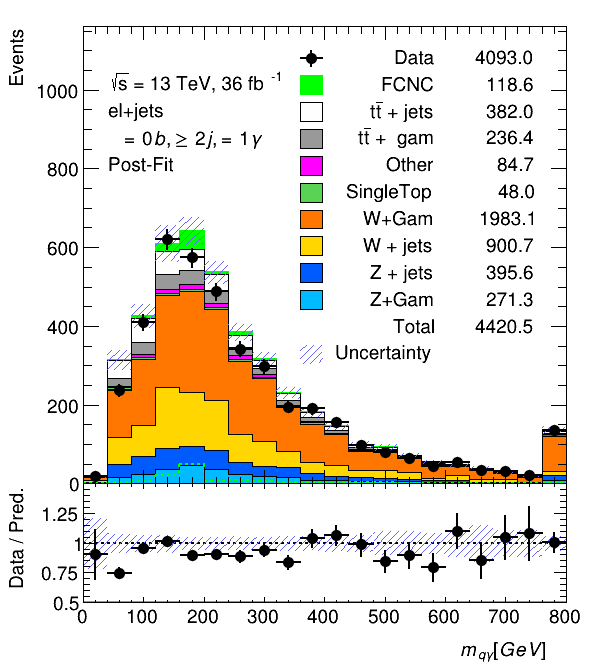 Events
1000
800
600
400
200
0
√s = 13 TeV, 36 fb -1
el+jets
= 0b, ≥ 2j, = 1γ
Post-Fit
Data 4093.0
FCNC 118.6
tt̄ + jets 382.0
tt̄ + gam 236.4
Other 84.7
SingleTop 48.0
W+Gam 1983.1
W + jets 900.7
Z + jets 395.6
Z+Gam 271.3
Total 4420.5
Uncertainty
Data / Pred.
1.25
1
0.75
0.5
0 100 200 300 400 500 600 700 800
m_qγ[GeV]